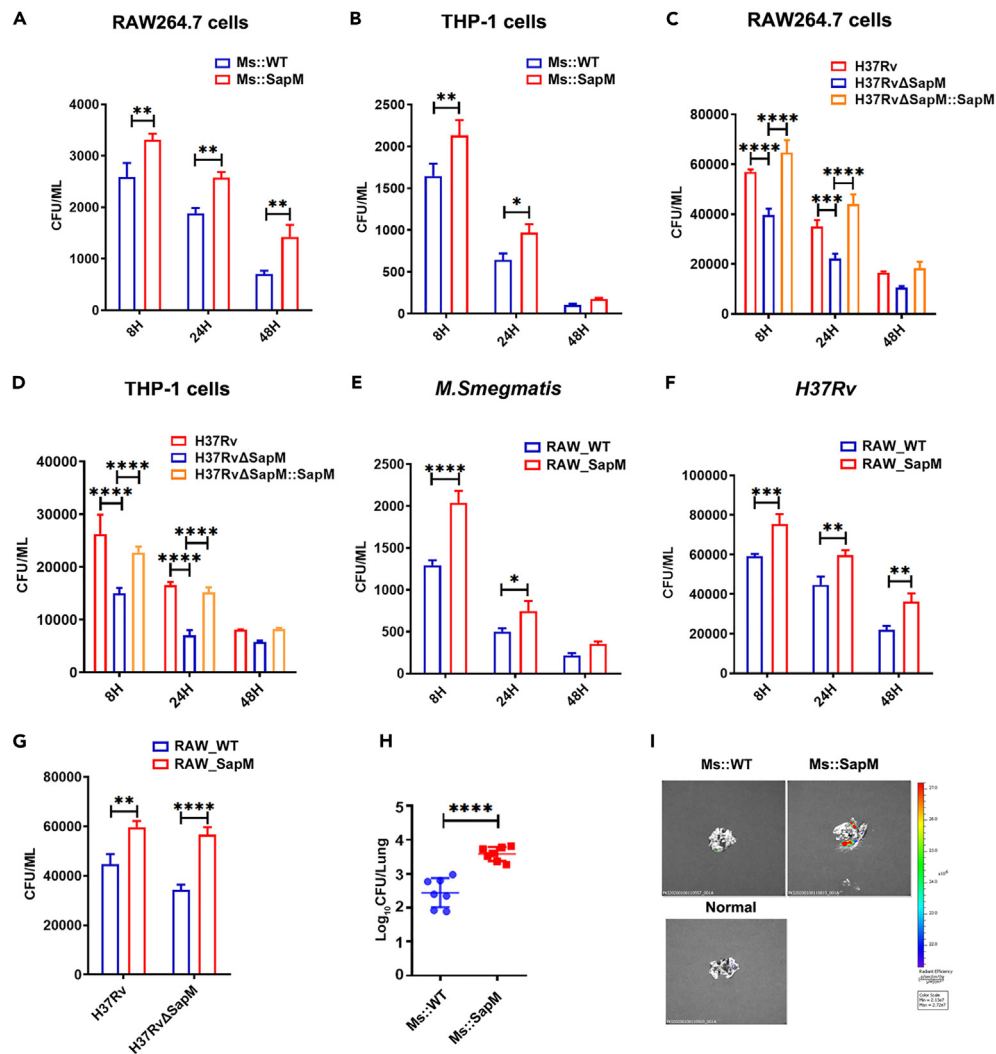 A
RAW264.7 cells
Ms::WT
Ms::SapM
4000
3000
2000
1000
0
CFU/ML
**
**
**
8H
24H
48H
B
THP-1 cells
Ms::WT
Ms::SapM
2500
2000
1500
1000
500
0
CFU/ML
**
*
8H
24H
48H
C
RAW264.7 cells
H37Rv
H37RvΔSapM
H37RvΔSapM::SapM
80000
60000
40000
20000
0
CFU/ML
****
****
****
***
8H
24H
48H
D
THP-1 cells
H37Rv
H37RvΔSapM
H37RvΔSapM::SapM
40000
30000
20000
10000
0
CFU/ML
****
****
****
****
8H
24H
48H
E
M.Smegmatis
RAW_WT
RAW_SapM
2500
2000
1500
1000
500
0
CFU/ML
****
*
8H
24H
48H
F
H37Rv
RAW_WT
RAW_SapM
100000
80000
60000
40000
20000
0
CFU/ML
***
**
**
8H
24H
48H
G
RAW_WT
RAW_SapM
80000
60000
40000
20000
0
CFU/ML
**
****
H37Rv
H37RvΔSapM
H
5
4
3
2
1
0
Log10CFU/Lung
****
Ms::WT
Ms::SapM
I
Ms::WT
Ms::SapM
Normal
Radiant Efficiency
Color Scale